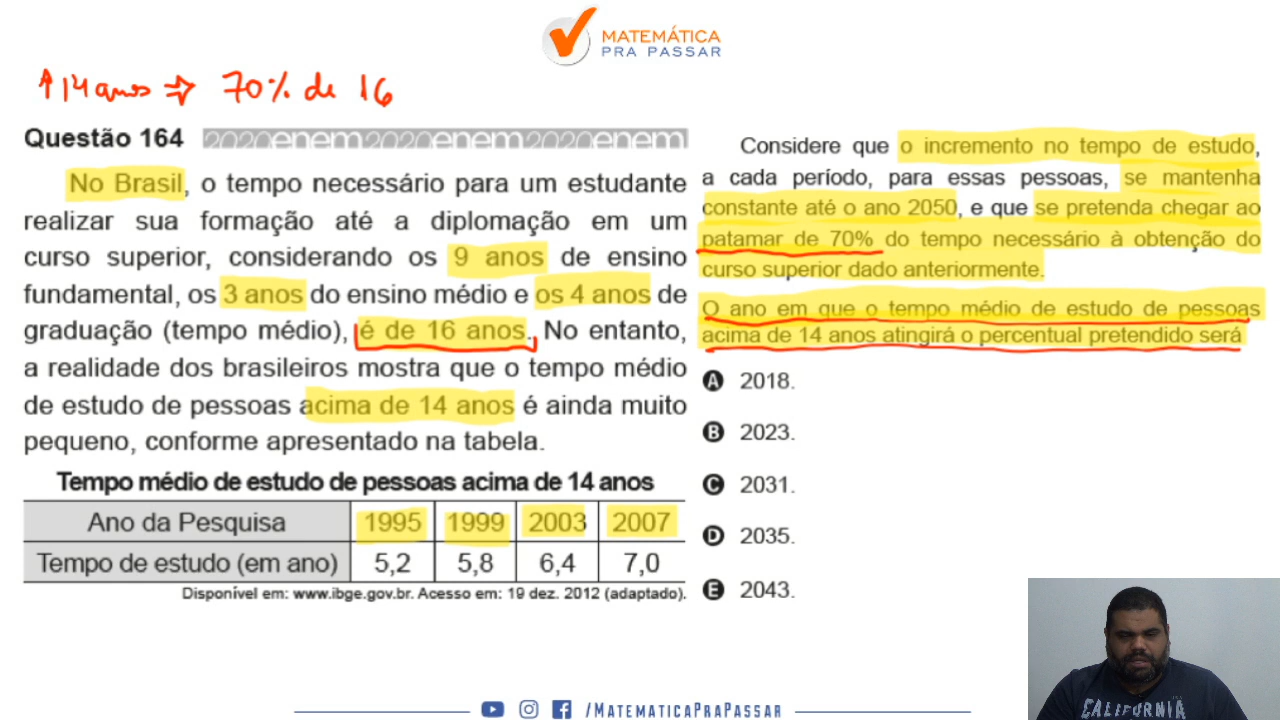 MATEMÁTICA
PRA PASSAR
↑14 anos ⇒ 70% de 16
Questão 164 2020enem2020enem2020enem
No Brasil, o tempo necessário para um estudante
realizar sua formação até a diplomação em um
curso superior, considerando os 9 anos de ensino
fundamental, os 3 anos do ensino médio e os 4 anos de
graduação (tempo médio), é de 16 anos. No entanto,
a realidade dos brasileiros mostra que o tempo médio
de estudo de pessoas acima de 14 anos é ainda muito
pequeno, conforme apresentado na tabela.
Tempo médio de estudo de pessoas acima de 14 anos
Ano da Pesquisa 1995 1999 2003 2007
Tempo de estudo (em ano) 5,2 5,8 6,4 7,0
Disponível em: www.ibge.gov.br. Acesso em: 19 dez. 2012 (adaptado).
Considere que o incremento no tempo de estudo,
a cada período, para essas pessoas, se mantenha
constante até o ano 2050, e que se pretenda chegar ao
patamar de 70% do tempo necessário à obtenção do
curso superior dado anteriormente.
O ano em que o tempo médio de estudo de pessoas
acima de 14 anos atingirá o percentual pretendido será
A 2018.
B 2023.
C 2031.
D 2035.
E 2043.
CALIFORNIA
/MATEMATICAPRAPASSAR